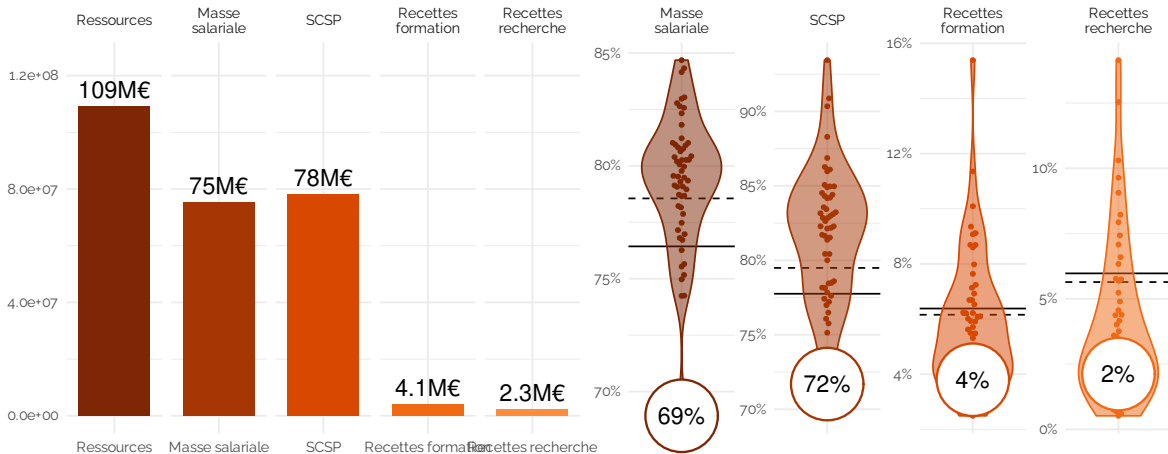 Ressources
Masse
salariale
SCSP
Recettes
formation
Recettes
recherche
1.2e+08
8.0e+07
4.0e+07
0.0e+00
109M€
75M€
78M€
4.1M€
2.3M€
Ressources
Masse salariale
SCSP
Recettes formation
Recettes recherche
Masse
salariale
85%
80%
75%
70%
69%
SCSP
90%
85%
80%
75%
70%
72%
Recettes
formation
16%
12%
8%
4%
4%
Recettes
recherche
10%
5%
0%
2%